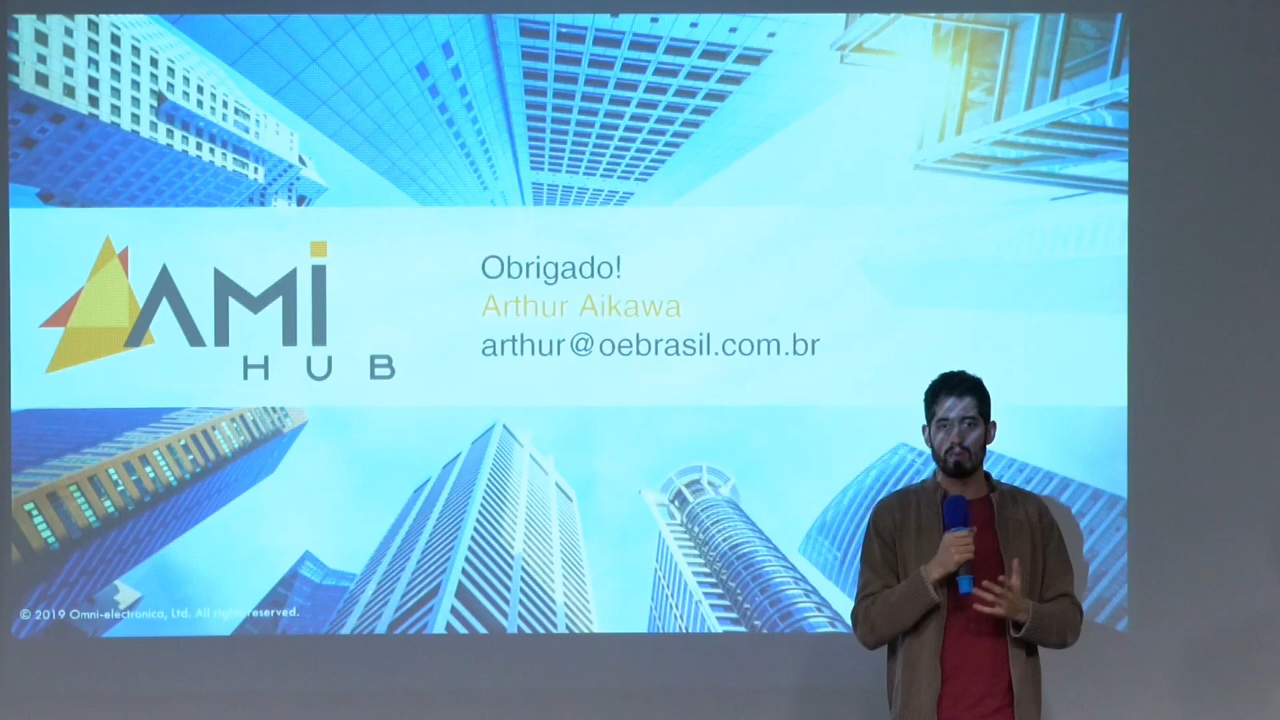 AMI
HUB
Obrigado!
Arthur Aikawa
arthur@oebrasil.com.br
© 2019 Omni-electronica, Ltd. All rights reserved.